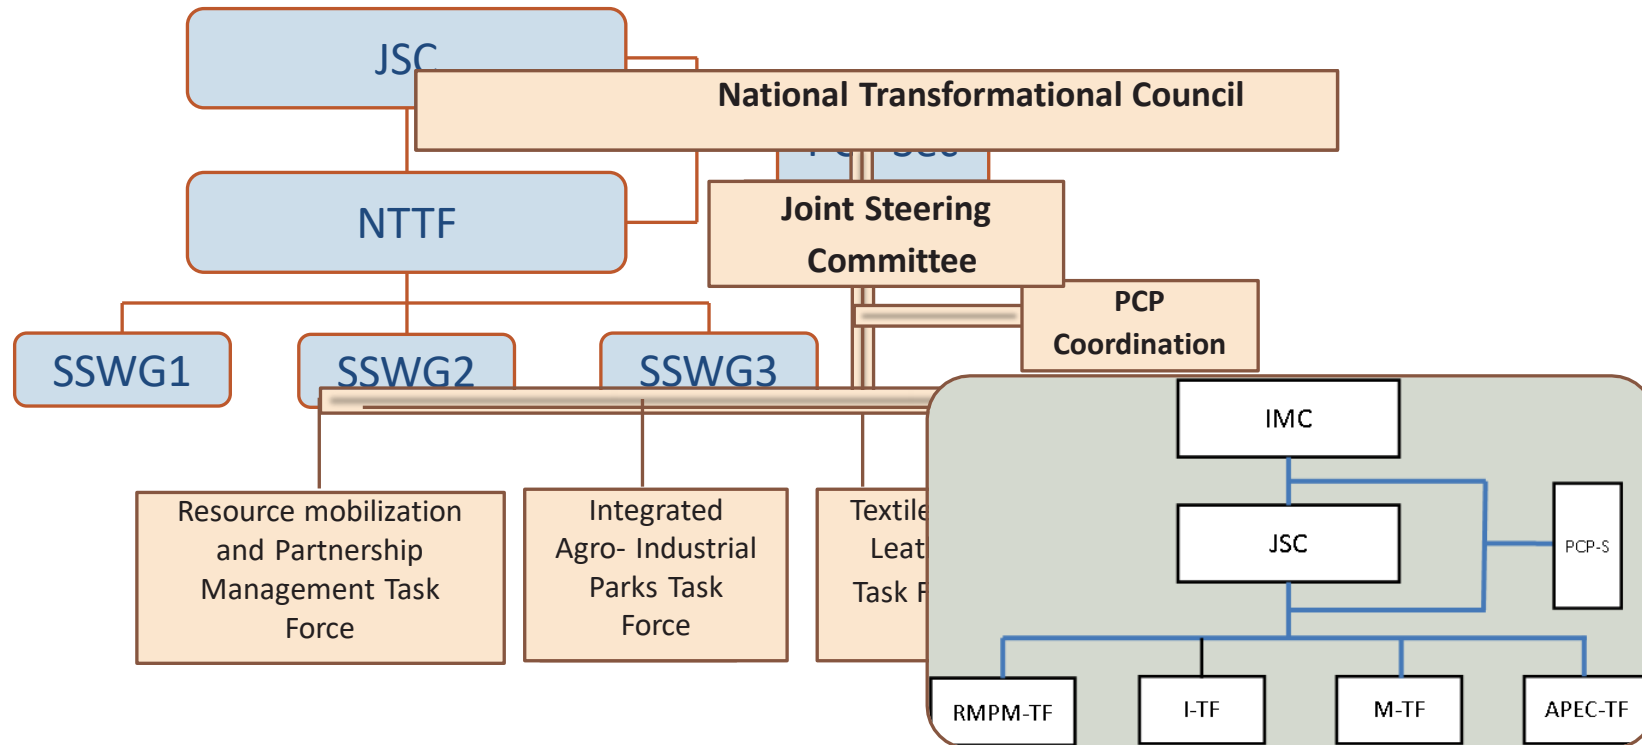 JSC
National Transformational Council
Joint Steering
Committee
NTTF
PCP
Coordination
SSWG1
SSWG2
SSWG3
Resource mobilization
and Partnership
Management Task
Force
Integrated
Agro- Industrial
Parks Task
Force
Textile
Task
IMC
JSC
PCP-S
RMPM-TF
I-TF
M-TF
APEC-TF